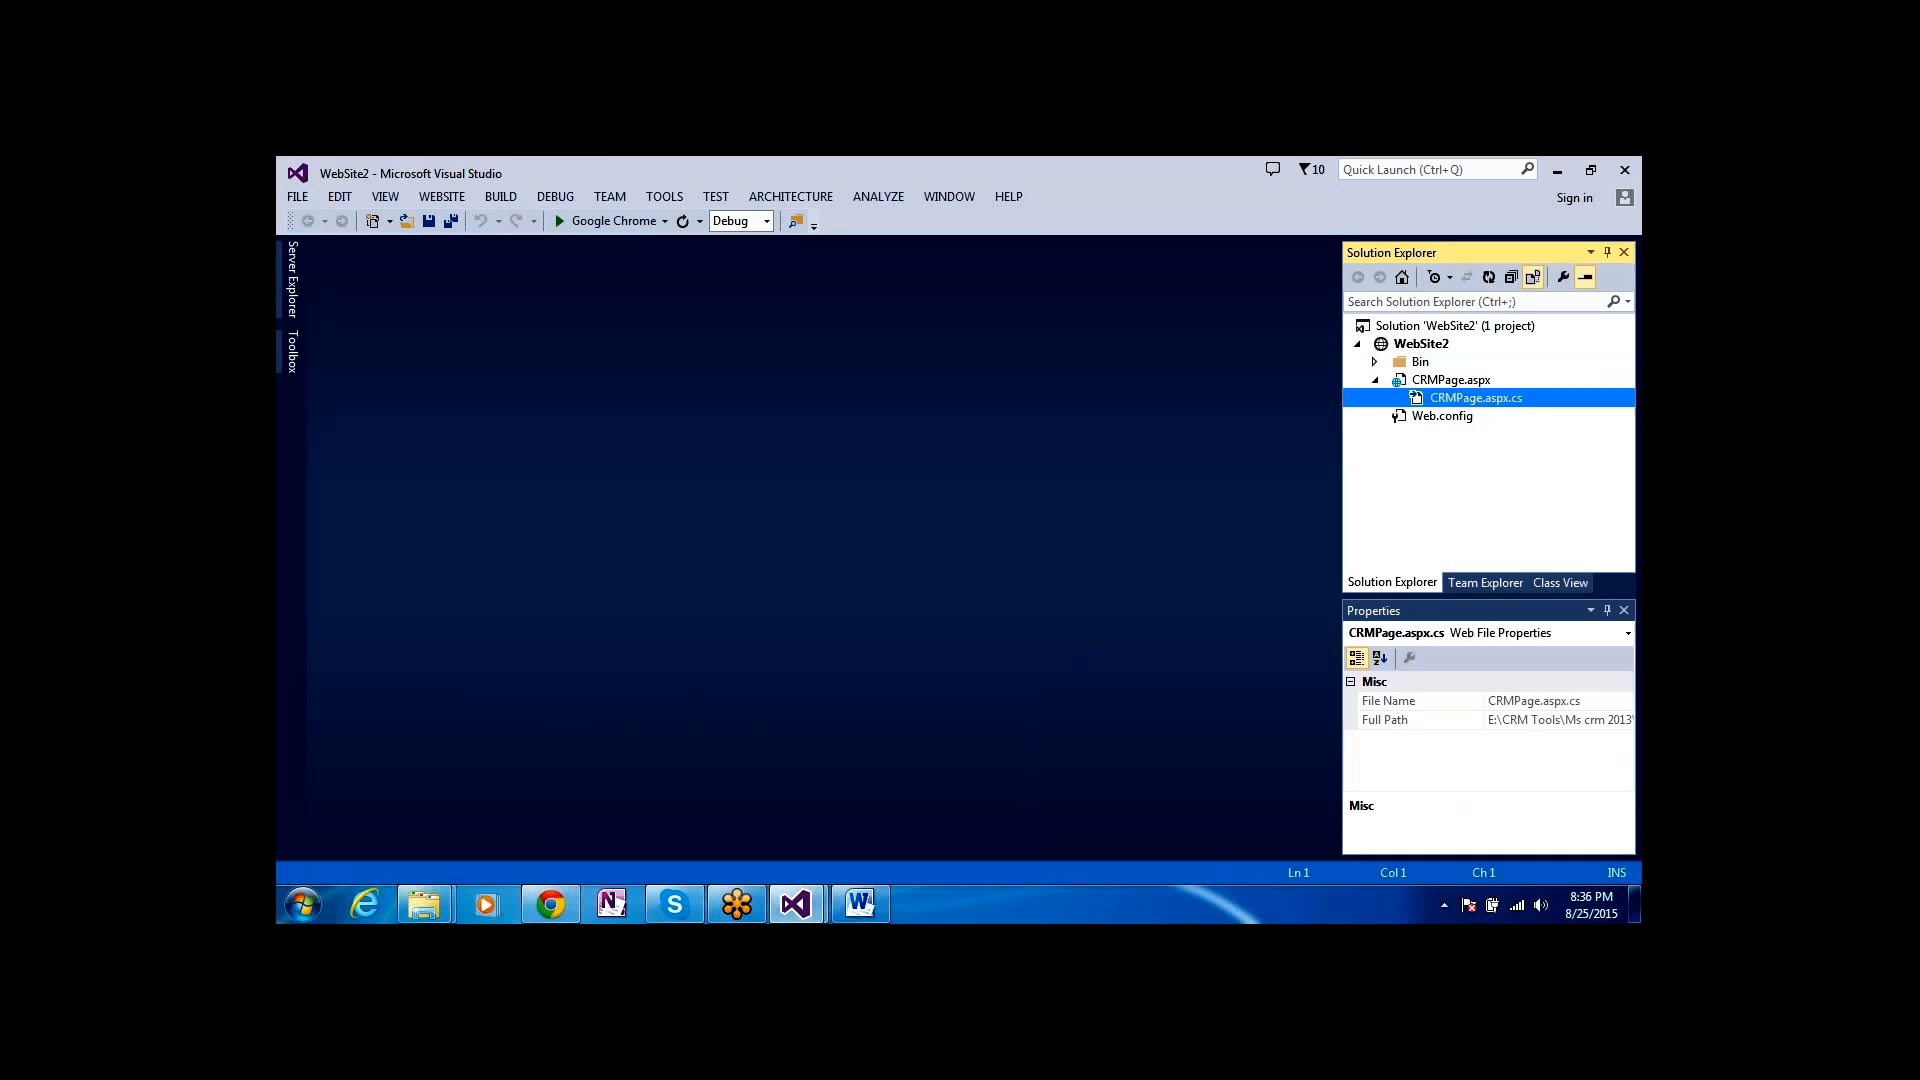 WebSite2 - Microsoft Visual Studio
10
Quick Launch (Ctrl+Q)
FILE EDIT VIEW WEBSITE BUILD DEBUG TEAM TOOLS TEST ARCHITECTURE ANALYZE WINDOW HELP
Sign in
Google Chrome
Debug
Server Explorer
Toolbox
Solution Explorer
Search Solution Explorer (Ctrl+;)
Solution 'WebSite2' (1 project)
WebSite2
Bin
CRMPage.aspx
CRMPage.aspx.cs
Web.config
Solution Explorer Team Explorer Class View
Properties
CRMPage.aspx.cs Web File Properties
Misc
File Name CRMPage.aspx.cs
Full Path E:\CRM Tools\Ms crm 2013\
Misc
Ln 1 Col 1 Ch 1 INS
8:36 PM
8/25/2015